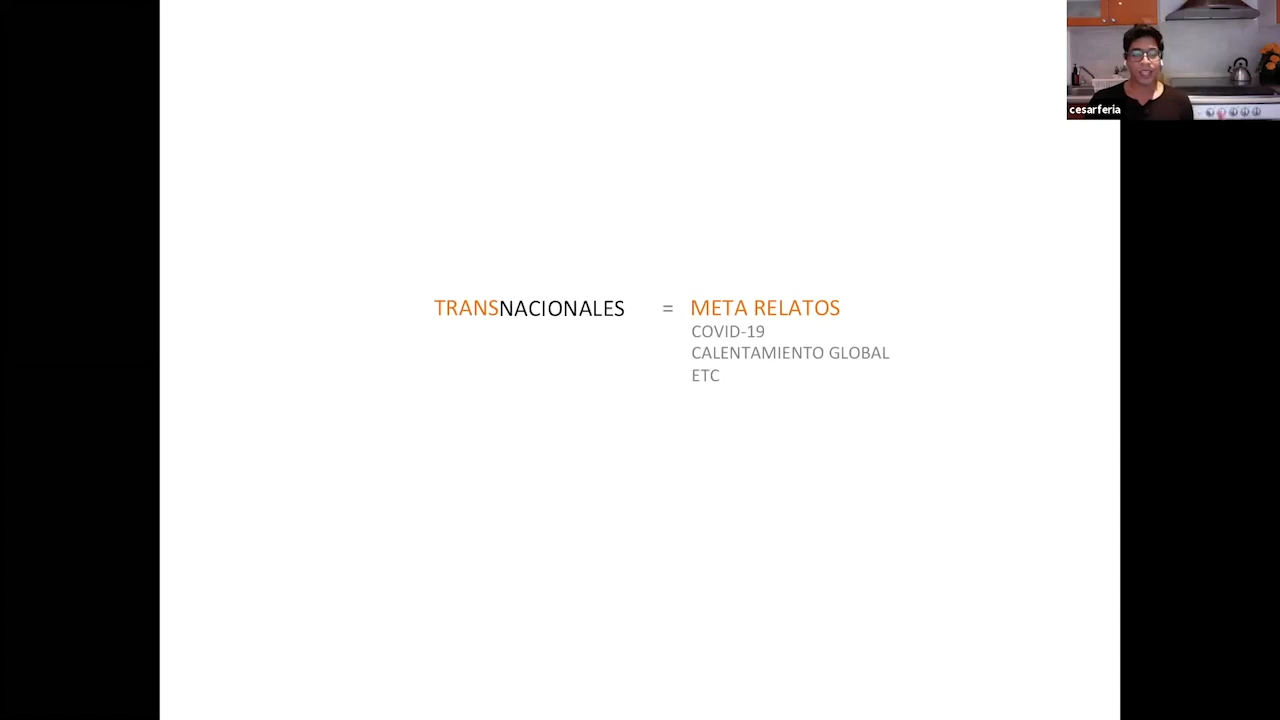 cesarferia
TRANSNACIONALES = META RELATOS
COVID-19
CALENTAMIENTO GLOBAL
ETC